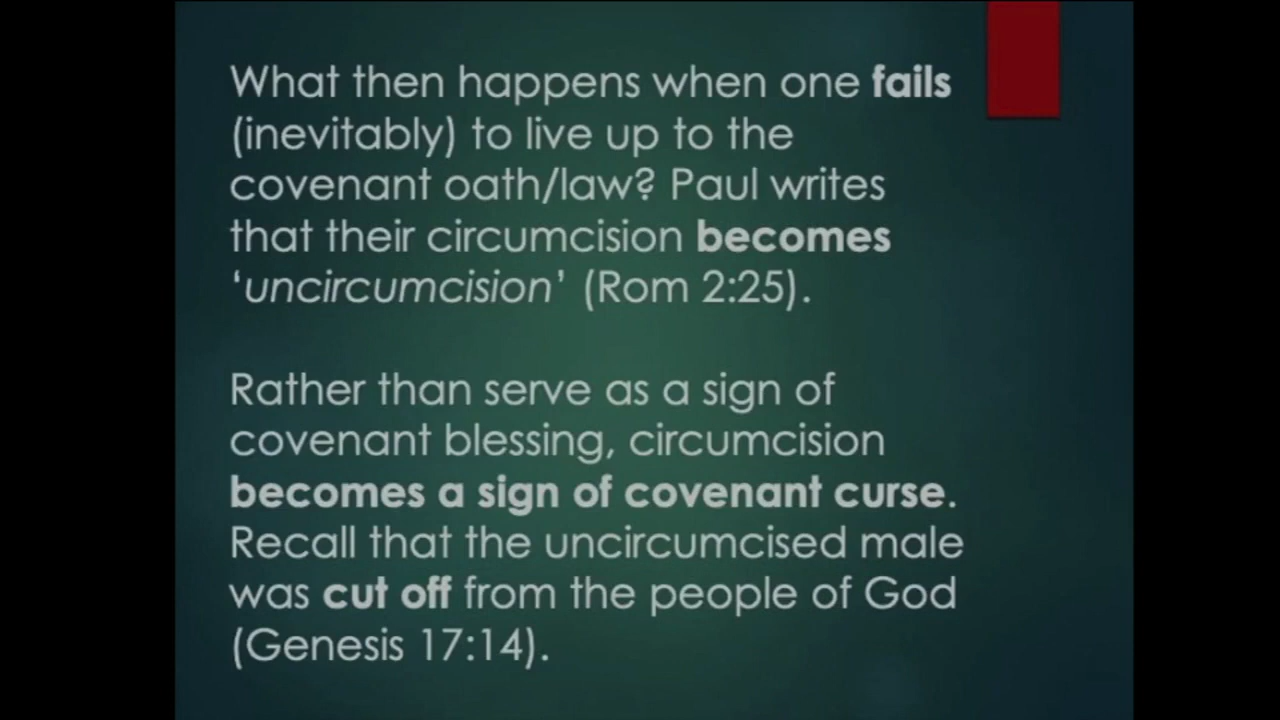 What then happens when one fails
(inevitably) to live up to the
covenant oath/law? Paul writes
that their circumcision becomes
‘uncircumcision’ (Rom 2:25).
Rather than serve as a sign of
covenant blessing, circumcision
becomes a sign of covenant curse.
Recall that the uncircumcised male
was cut off from the people of God
(Genesis 17:14).